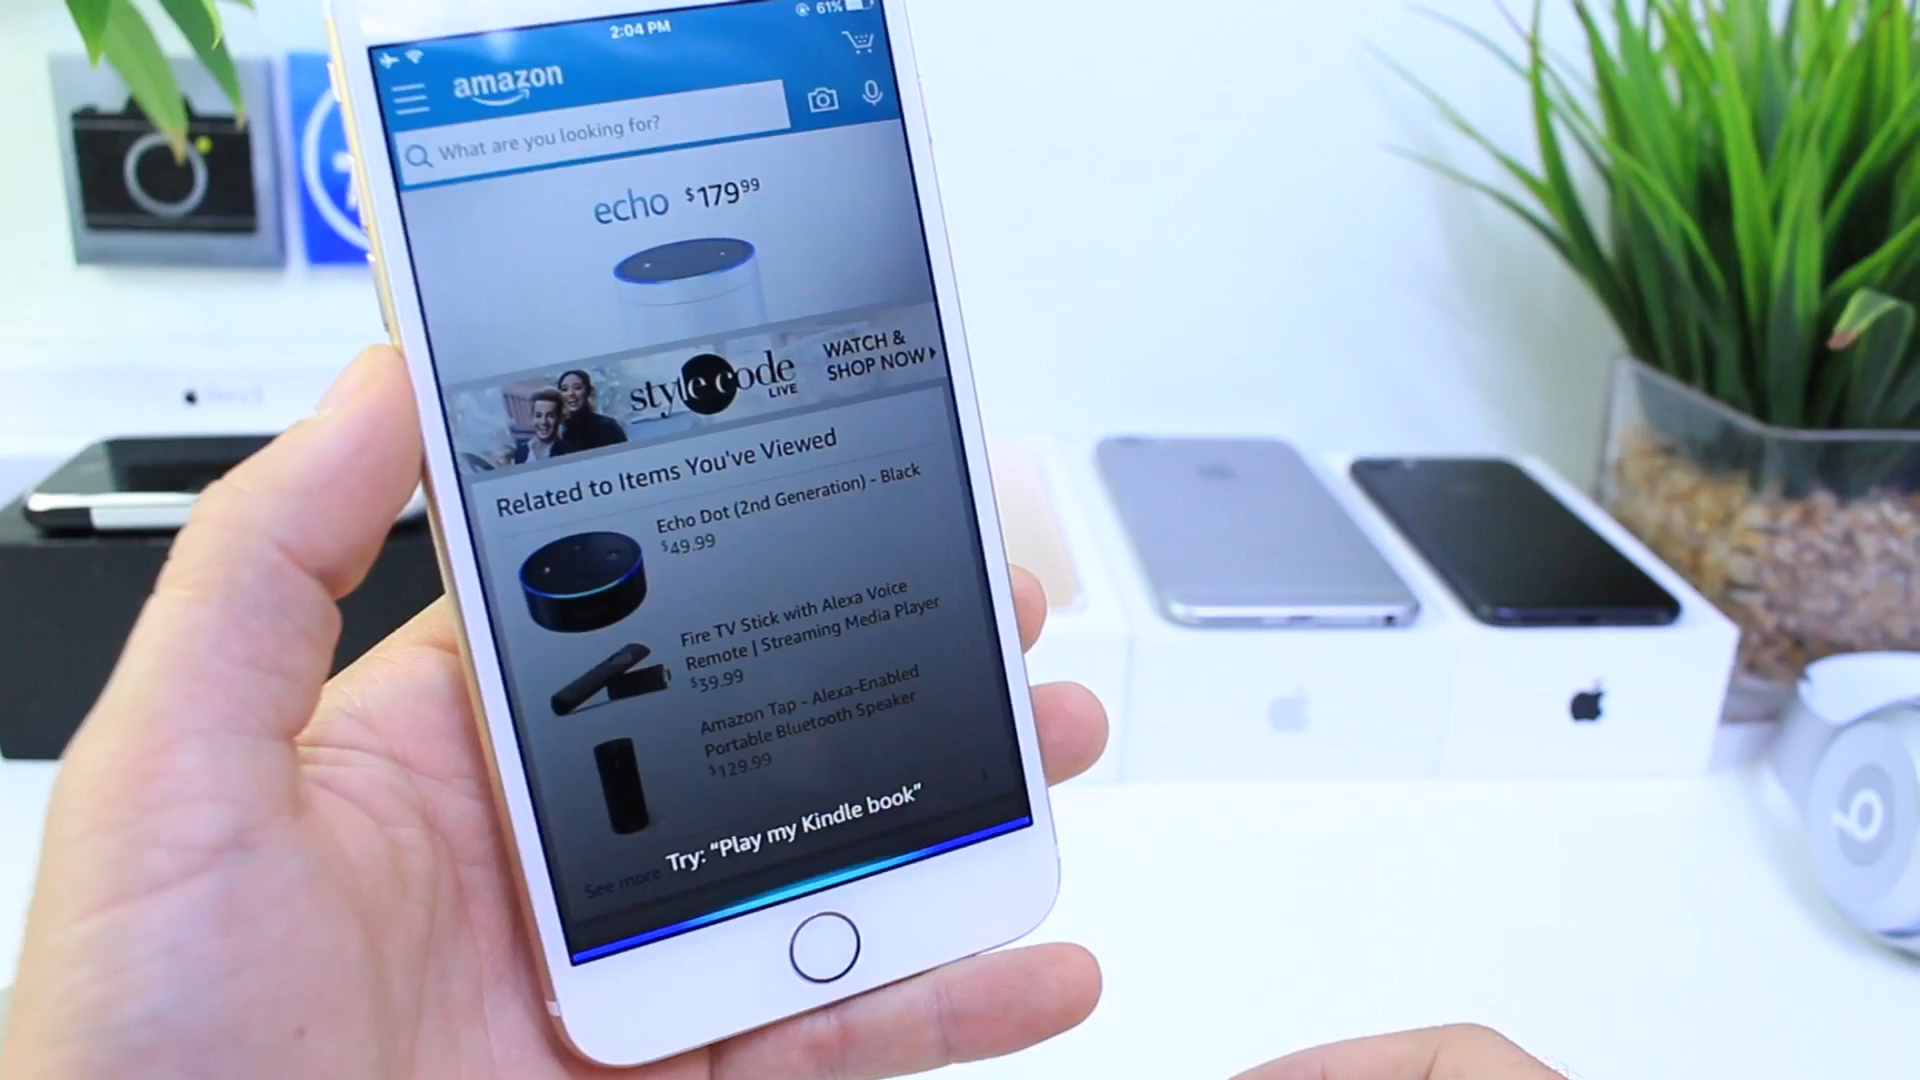 2:04 PM
61%
amazon
What are you looking for?
echo $179 99
style code
LIVE
WATCH &
SHOP NOW
Related to Items You've Viewed
Echo Dot (2nd Generation) - Black
$49.99
Fire TV Stick with Alexa Voice
Remote | Streaming Media Player
$39.99
Amazon Tap - Alexa-Enabled
Portable Bluetooth Speaker
$129.99
See more
Try: “Play my Kindle book”